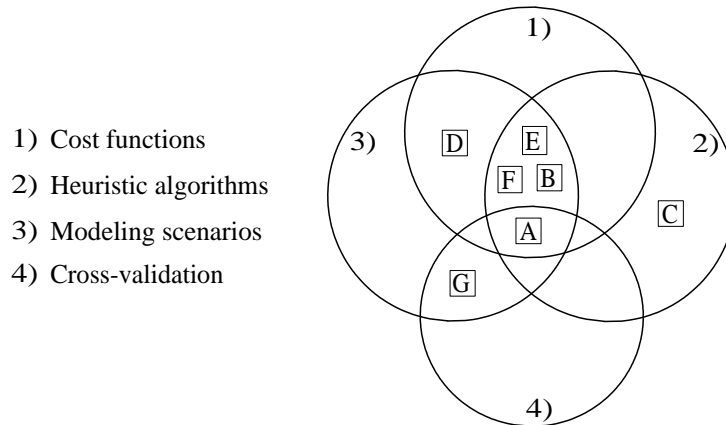 1)
1) Cost functions
2) Heuristic algorithms
3) Modeling scenarios
4) Cross-validation
3)
2)
D
E
F
B
C
A
G
4)